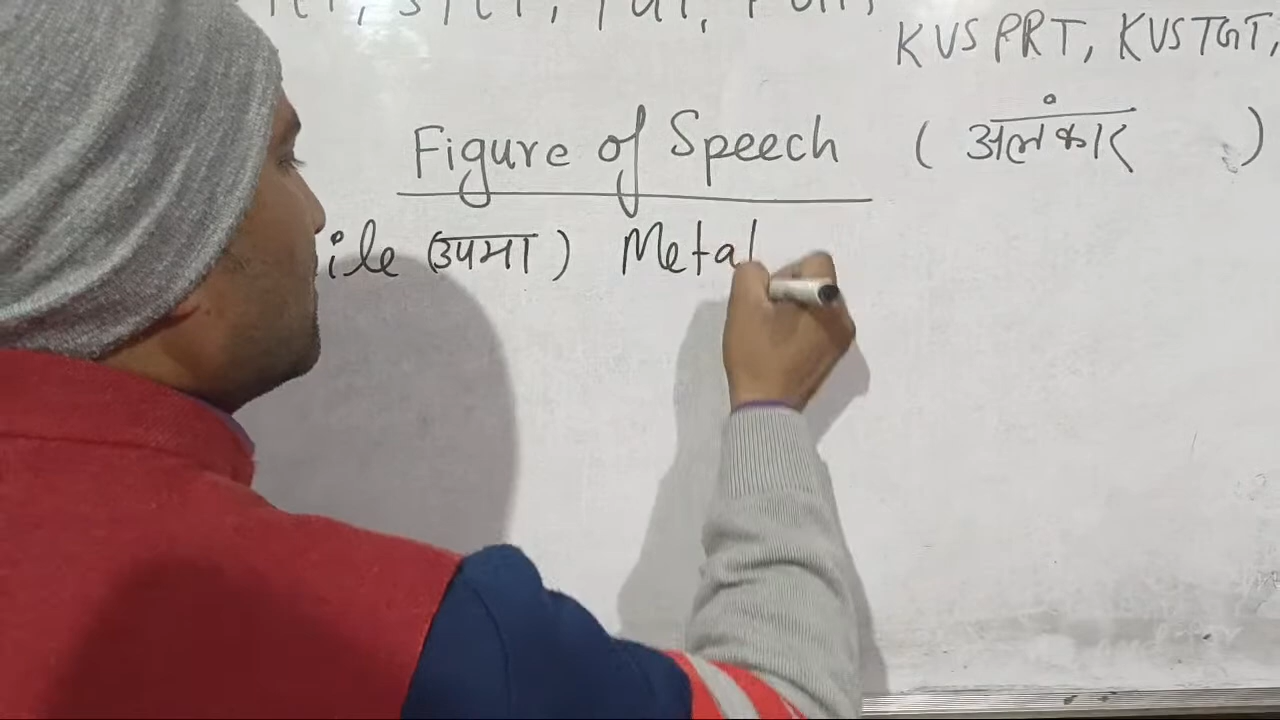 KVS PRT, KVS TGT,
Figure of Speech (अलंकार )
ile (उपमा) Metal